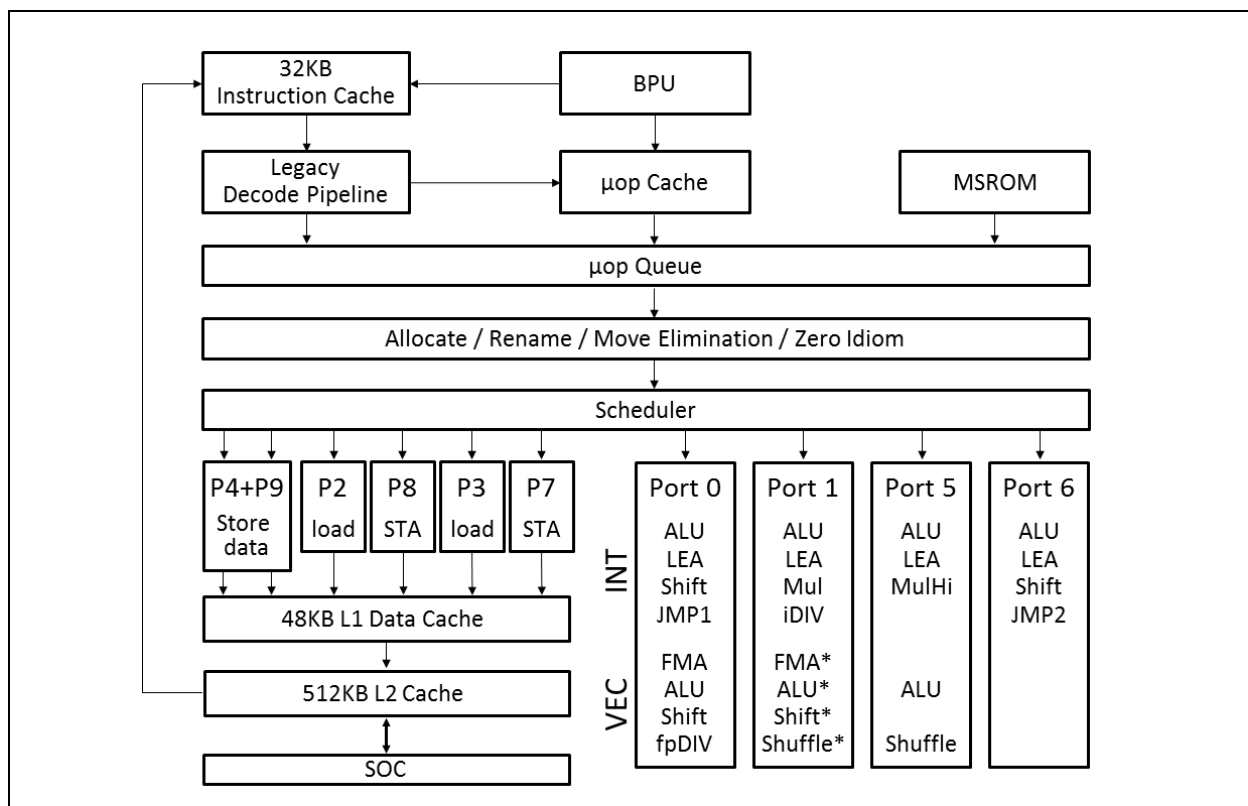 32KB
Instruction Cache
BPU
Legacy
Decode Pipeline
µop Cache
MSROM
µop Queue
Allocate / Rename / Move Elimination / Zero Idiom
Scheduler
P4+P9
Store
data
P2
load
P8
STA
P3
load
P7
STA
48KB L1 Data Cache
512KB L2 Cache
SOC
INT
VEC
Port 0
ALU
LEA
Shift
JMP1
FMA
ALU
Shift
fpDIV
Port 1
ALU
LEA
Mul
iDIV
FMA*
ALU*
Shift*
Shuffle*
Port 5
ALU
LEA
MulHi
ALU
Shuffle
Port 6
ALU
LEA
Shift
JMP2